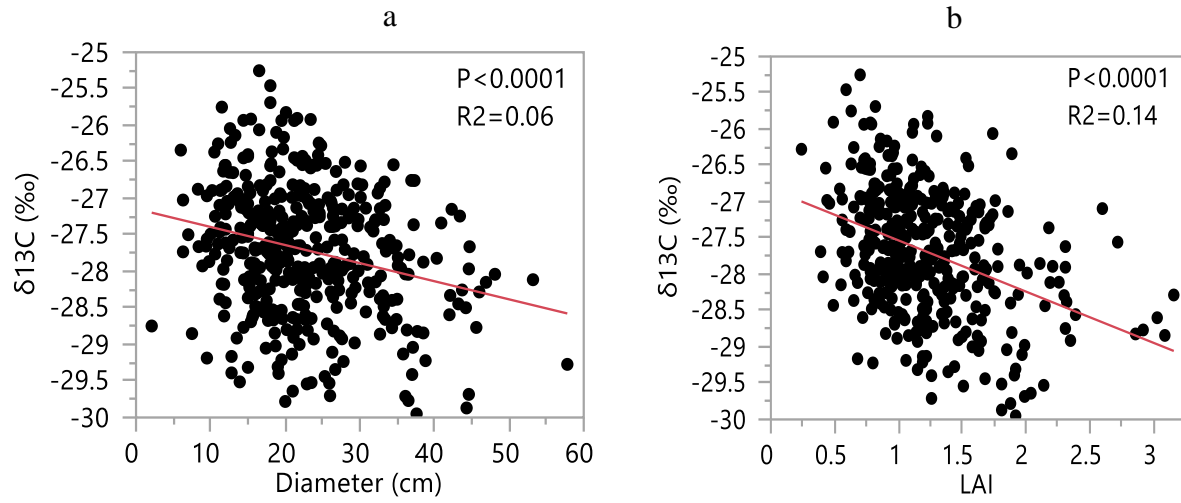 a
-25
-25.5
-26
-26.5
-27
-27.5
-28
-28.5
-29
-29.5
-30
δ13C (‰)
P<0.0001
R2=0.06
0 10 20 30 40 50 60
Diameter (cm)
b
-25
-25.5
-26
-26.5
-27
-27.5
-28
-28.5
-29
-29.5
-30
δ13C (‰)
P<0.0001
R2=0.14
0 0.5 1 1.5 2 2.5 3
LAI